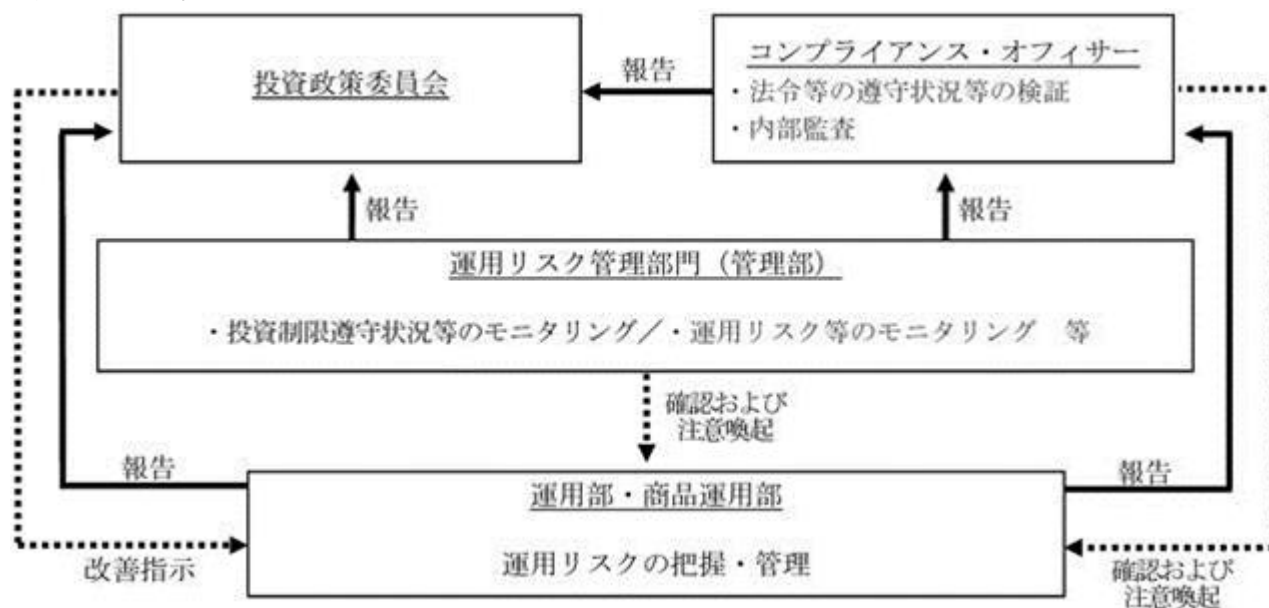 投資政策委員会
報告
コンプライアンス・オフィサー
・法令等の遵守状況等の検証
・内部監査
報告
報告
運用リスク管理部門（管理部）
・投資制限遵守状況等のモニタリング／・運用リスク等のモニタリング　等
確認および
注意喚起
報告
報告
運用部・商品運用部
運用リスクの把握・管理
改善指示
確認および
注意喚起